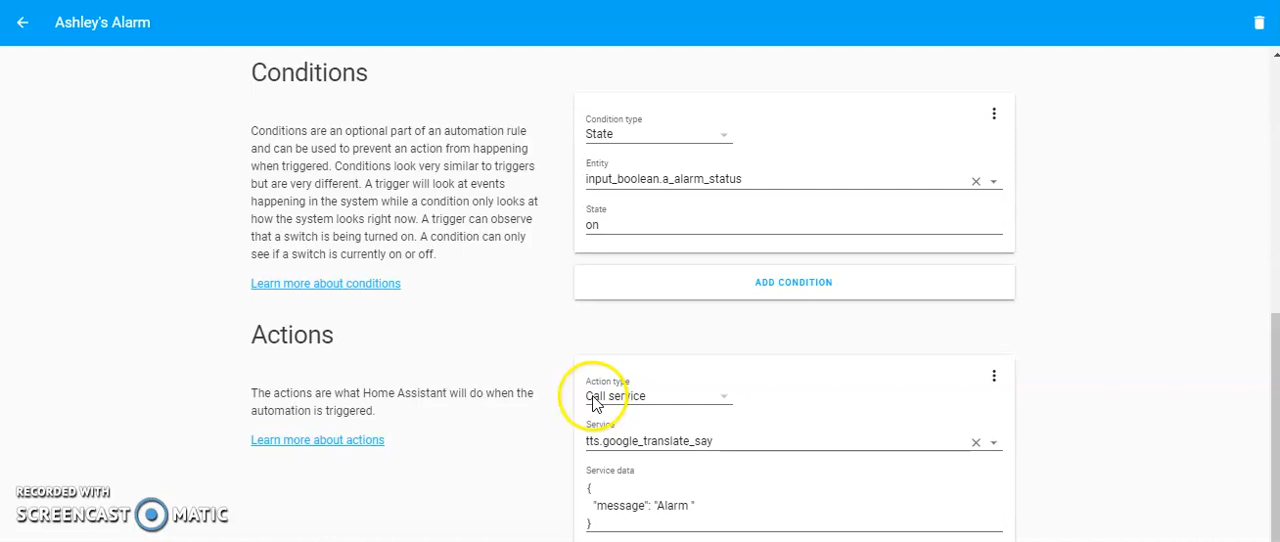 Ashley's Alarm
Conditions
Conditions are an optional part of an automation rule
and can be used to prevent an action from happening
when triggered. Conditions look very similar to triggers
but are very different. A trigger will look at events
happening in the system while a condition only looks at
how the system looks right now. A trigger can observe
that a switch is being turned on. A condition can only
see if a switch is currently on or off.
Learn more about conditions
Condition type
State
Entity
input_boolean.a_alarm_status
State
on
ADD CONDITION
Actions
The actions are what Home Assistant will do when the
automation is triggered.
Learn more about actions
Action type
Call service
Service
tts.google_translate_say
Service data
{
"message": "Alarm "
}
RECORDED WITH
SCREENCAST MATIC